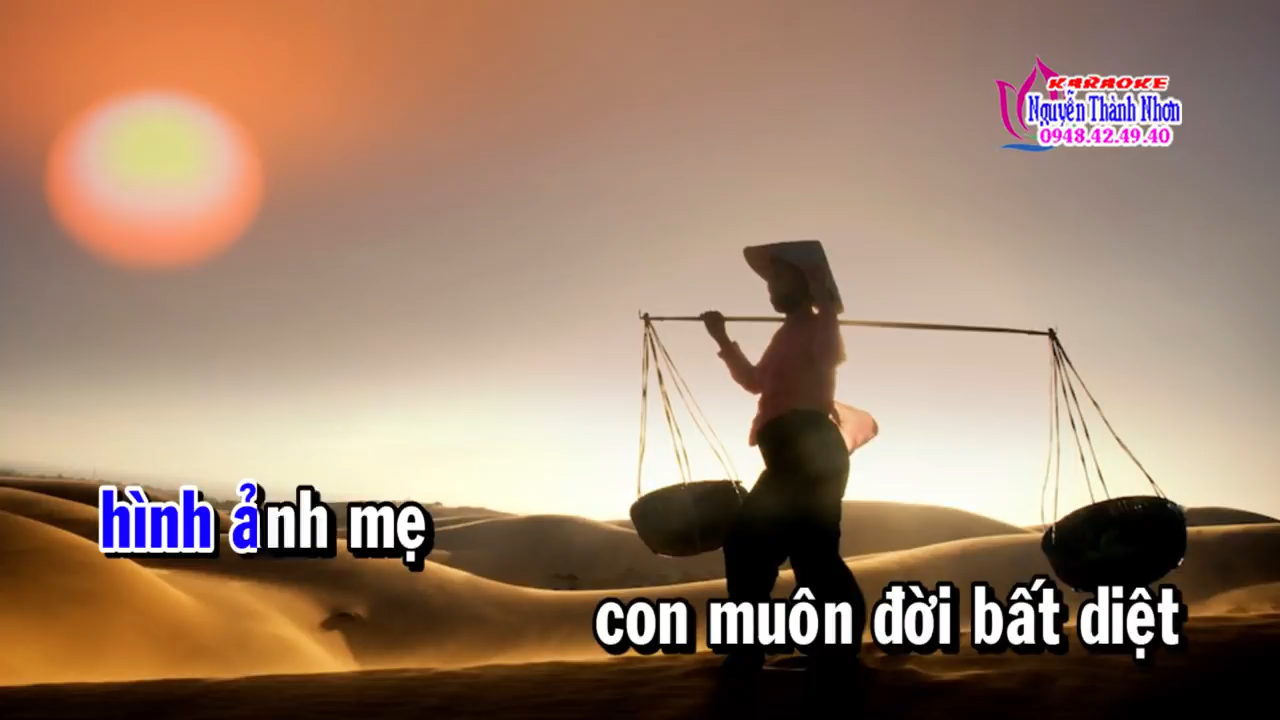 KARAOKE
Nguyễn Thành Nhơn
0948.42.49.40
hình ảnh mẹ
con muôn đời bất diệt